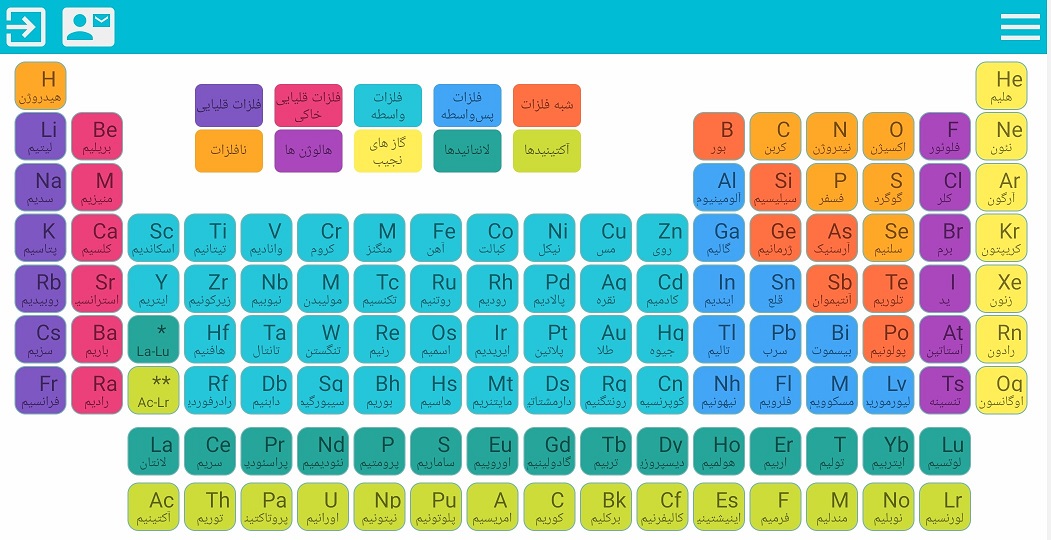 H He
هیدروژن هلیم
فلزات قلیایی
فلزات قلیایی
خاکی
فلزات
واسطه
فلزات
پس‌واسطه
شبه فلزات
نافلزات
هالوژن ها
گاز های
نجیب
لانتانیدها
آکتینیدها
Li Be B C N O F Ne
لیتیم بریلیم بور کربن نیتروژن اکسیژن فلوئور نئون
Na M Al Si P S Cl Ar
سدیم منیزیم آلومینیوم سیلیسیم فسفر گوگرد کلر آرگون
K Ca Sc Ti V Cr M Fe Co Ni Cu Zn Ga Ge As Se Br Kr
پتاسیم کلسیم اسکاندیم تیتانیم وانادیم کروم منگنز آهن کبالت نیکل مس روی گالیم ژرمانیم آرسنیک سلنیم برم کریپتون
Rb Sr Y Zr Nb M Tc Ru Rh Pd Ag Cd In Sn Sb Te I Xe
روبیدیم استرانسی ایتریم زیرکونیم نیوبیم مولیبدن تکنسیم روتنیم رودیم پالادیم نقره کادمیم ایندیم قلع آنتیموان تلوریم ید زنون
Cs Ba * Hf Ta W Re Os Ir Pt Au Hg Tl Pb Bi Po At Rn
سزیم باریم La-Lu هافنیم تانتال تنگستن رنیم اسمیم ایریدیم پلاتین طلا جیوه تالیم سرب بیسموت پولونیم استاتین رادون
Fr Ra ** Rf Db Sg Bh Hs Mt Ds Rg Cn Nh Fl M Lv Ts Og
فرانسیم رادیم Ac-Lr رادرفوردی دابنیم سیبورگیم بوریم هاسیم مایتنریم دارمشتاتی رونتگنیم کوپرنسیم نیهونیم فلرویم مسکوویم لیورموریم تنسینه اوگانسون
La Ce Pr Nd P S Eu Gd Tb Dy Ho Er T Yb Lu
لانتان سریم پراسئودیم نئودیمیم پرومتیم ساماریم اوروپیم گادولینیم تربیم دیسپروزی هولمیم اربیم تولیم ایتربیم لوتسیم
Ac Th Pa U Np Pu A C Bk Cf Es F M No Lr
آکتینیم توریم پروتاکتینی اورانیم نپتونیم پلوتونیم امریسیم کوریم برکلیم کالیفرنیم اینیشتینی فرمیم مندلیم نوبلیم لورنسیم